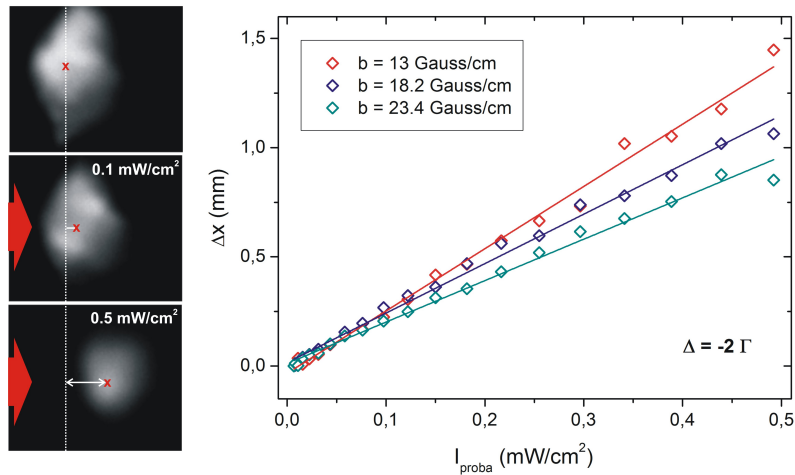 x
0.1 mW/cm²
x
0.5 mW/cm²
x
Δx (mm)
1,5
1,0
0,5
0,0
b = 13 Gauss/cm
b = 18.2 Gauss/cm
b = 23.4 Gauss/cm
Δ = -2 Γ
0,0 0,1 0,2 0,3 0,4 0,5
I_proba (mW/cm²)